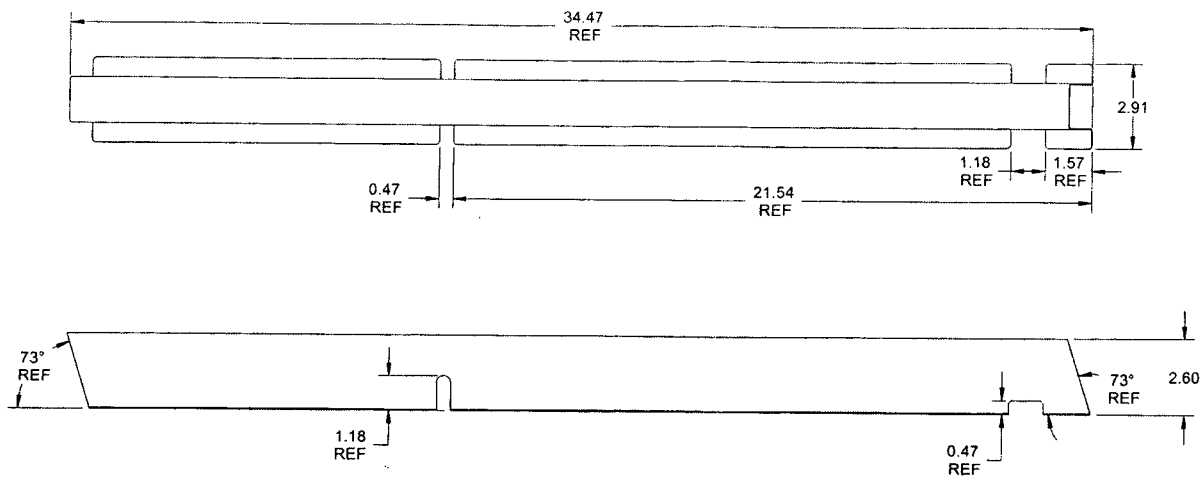 34.47
REF
2.91
1.18
REF
1.57
REF
0.47
REF
21.54
REF
73°
REF
73°
REF
2.60
1.18
REF
0.47
REF